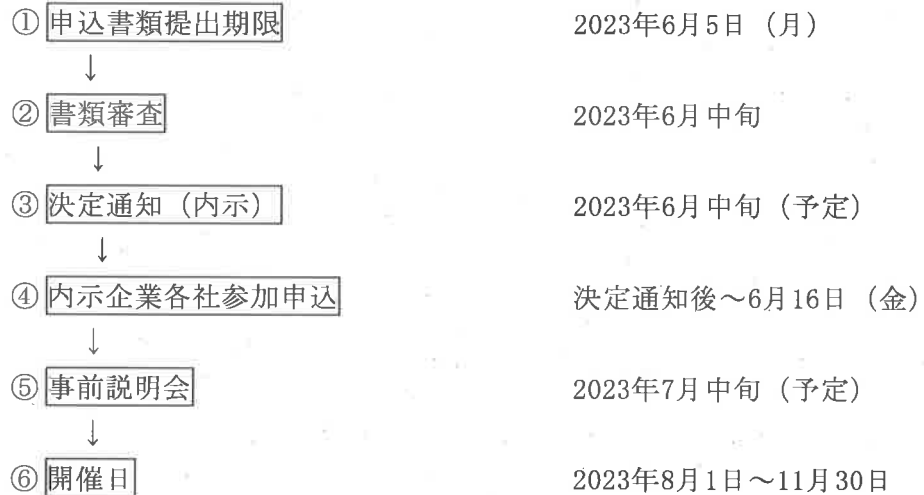 ① 申込書類提出期限 2023年6月5日（月）
↓
② 書類審査 2023年6月中旬
↓
③ 決定通知（内示） 2023年6月中旬（予定）
↓
④ 内示企業各社参加申込 決定通知後～6月16日（金）
↓
⑤ 事前説明会 2023年7月中旬（予定）
↓
⑥ 開催日 2023年8月1日～11月30日